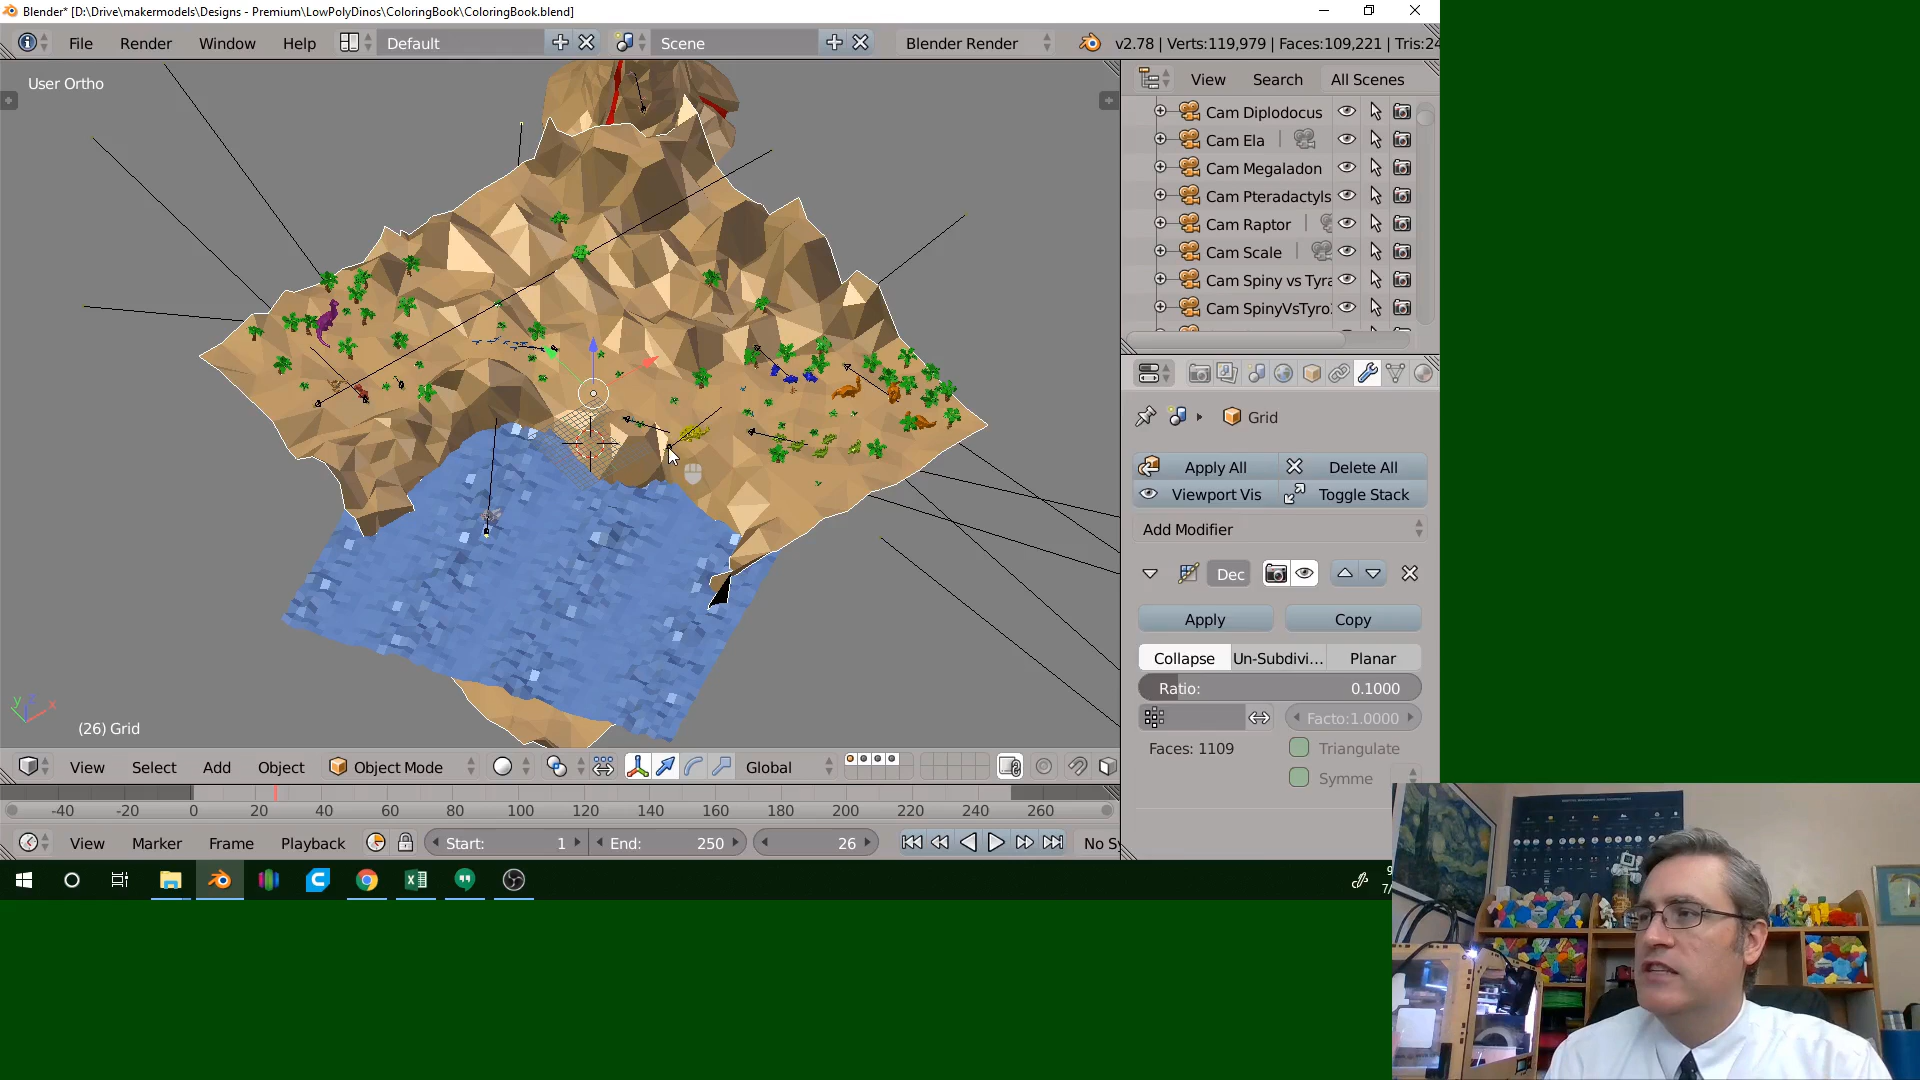 Blender* [D:\Drive\makermodels\Designs - Premium\LowPolyDinos\ColoringBook\ColoringBook.blend]
File Render Window Help Default Scene Blender Render v2.78 | Verts:119,979 | Faces:109,221 | Tris:24
User Ortho
View Search All Scenes
Cam Diplodocus
Cam Ela
Cam Megaladon
Cam Pteradactyls
Cam Raptor
Cam Scale
Cam Spiny vs Tyra
Cam SpinyVsTyro
Grid
Apply All Delete All
Viewport Vis Toggle Stack
Add Modifier
Dec
Apply Copy
Collapse Un-Subdivi... Planar
Ratio: 0.1000
Facto:1.0000
Faces: 1109 Triangulate
Symme
y z x
(26) Grid
View Select Add Object Object Mode Global
-40 -20 0 20 40 60 80 100 120 140 160 180 200 220 240 260
View Marker Frame Playback Start: 1 End: 250 26 No Sy
9
7/